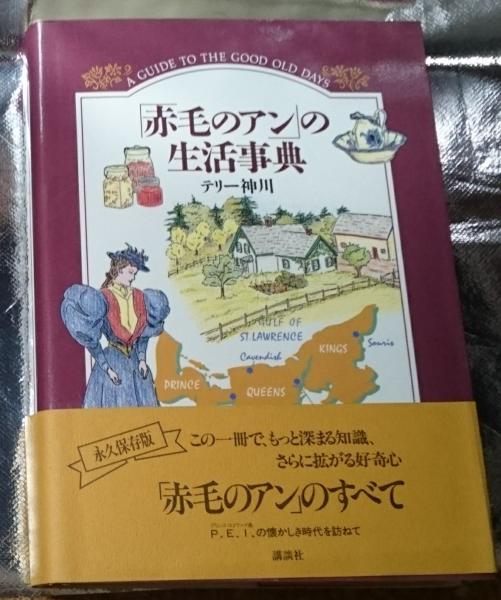 A GUIDE TO THE GOOD OLD DAYS
「赤毛のアン」の
生活事典
テリー神川
GULF OF
ST. LAWRENCE
Cavendish
KINGS
Souris
PRINCE
QUEENS
永久保存版
この一冊で、もっと深まる知識、
さらに拡がる好奇心
「赤毛のアン」のすべて
P.E.I.の懐かしき時代を訪ねて
講談社